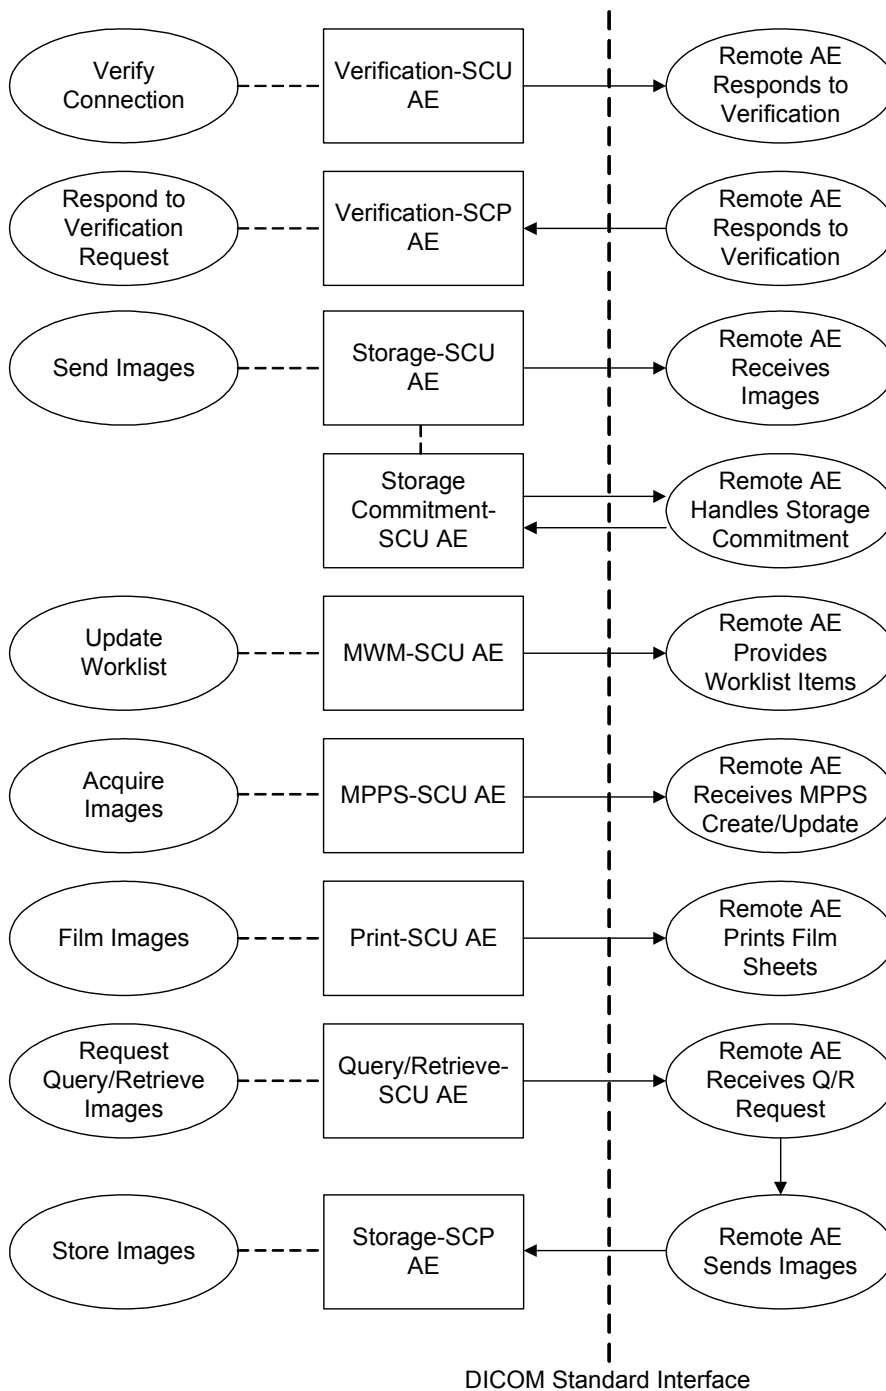 Verify
Connection
Verification-SCU
AE
Remote AE
Responds to
Verification
Respond to
Verification
Request
Verification-SCP
AE
Remote AE
Responds to
Verification
Send Images
Storage-SCU
AE
Remote AE
Receives
Images
Storage
Commitment-
SCU AE
Remote AE
Handles Storage
Commitment
Update
Worklist
MWM-SCU AE
Remote AE
Provides
Worklist Items
Acquire
Images
MPPS-SCU AE
Remote AE
Receives MPPS
Create/Update
Film Images
Print-SCU AE
Remote AE
Prints Film
Sheets
Request
Query/Retrieve
Images
Query/Retrieve-
SCU AE
Remote AE
Receives Q/R
Request
Store Images
Storage-SCP
AE
Remote AE
Sends Images
DICOM Standard Interface